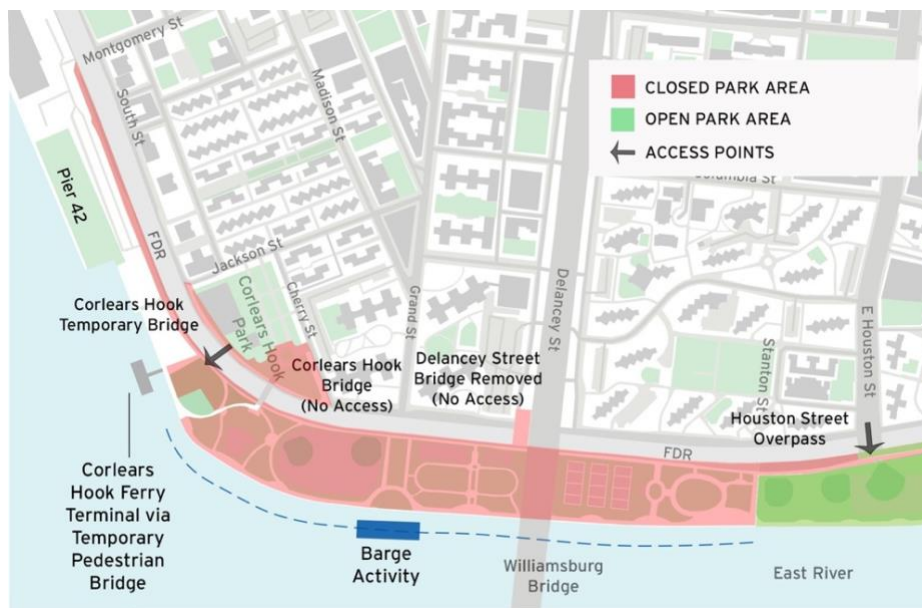 Montgomery St
South St
Madison St
CLOSED PARK AREA
OPEN PARK AREA
ACCESS POINTS
Columbia St
Pier 42
FDR
Jackson St
Corlears Hook
Park
Cherry St
Grand St
Delancey St
E Houston St
Stanton St
Corlears Hook
Temporary Bridge
Corlears Hook
Bridge
(No Access)
Delancey Street
Bridge Removed
(No Access)
Houston Street
Overpass
FDR
Corlears
Hook Ferry
Terminal via
Temporary
Pedestrian
Bridge
Barge
Activity
Williamsburg
Bridge
East River